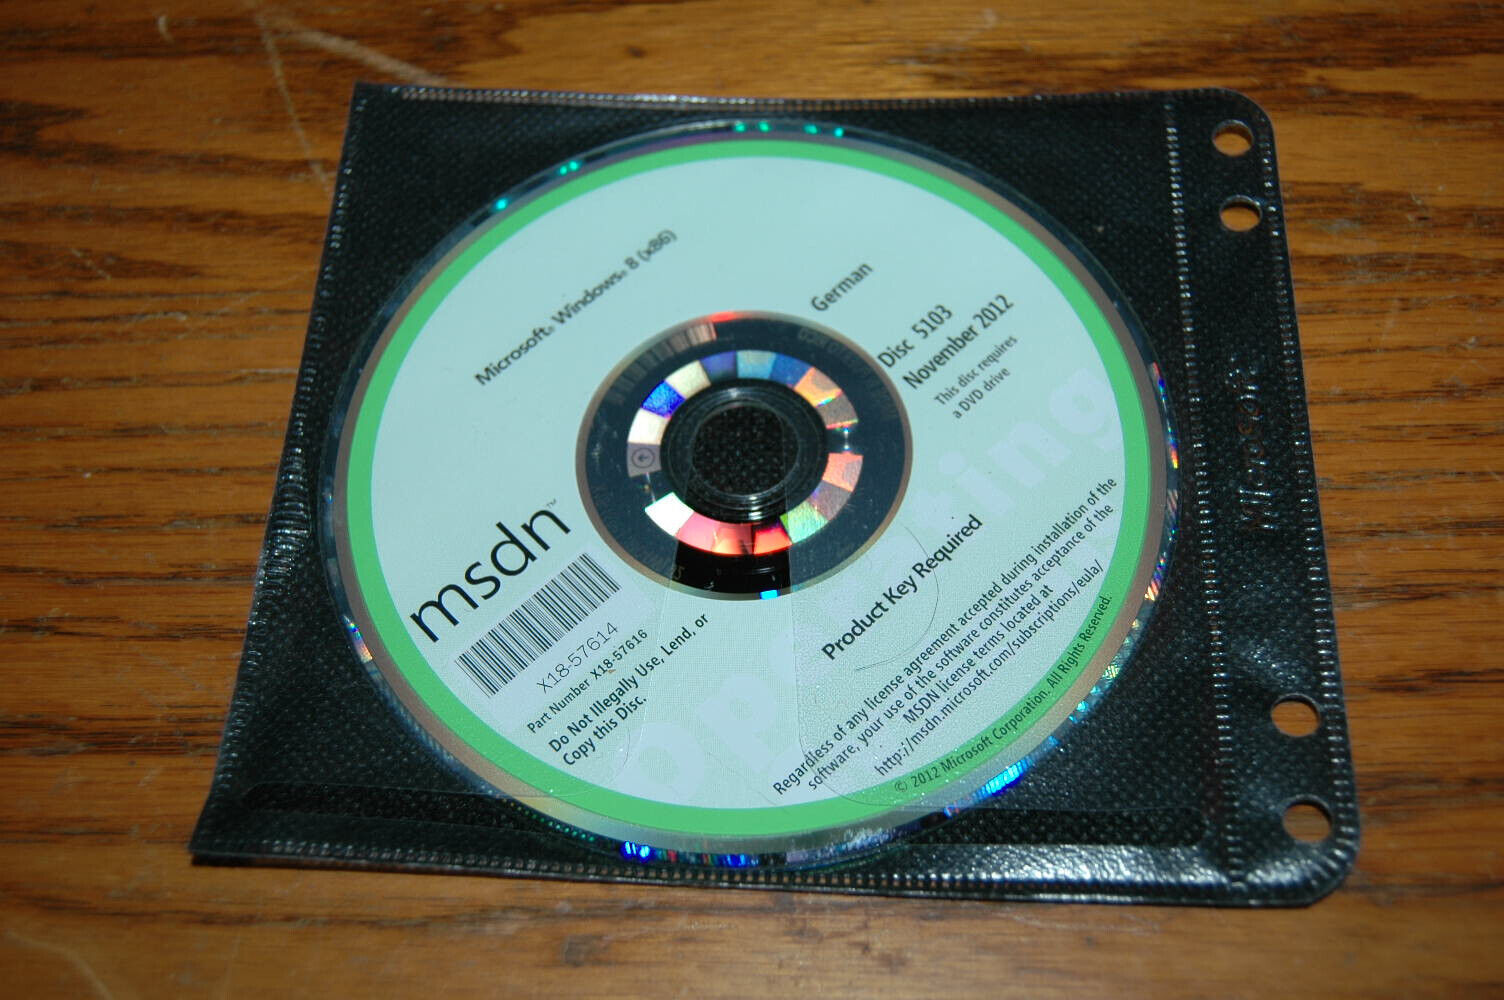 Microsoft® Windows® 8 (x86)
German
Disc 5103
November 2012
This disc requires
a DVD drive
msdn™
X18-57614
Part Number X18-57616
Do Not Illegally Use, Lend, or
Copy this Disc.
Product Key Required
Regardless of any license agreement accepted during installation of the
software, your use of the software constitutes acceptance of the
MSDN license terms located at
http://msdn.microsoft.com/subscriptions/eula/
© 2012 Microsoft Corporation. All Rights Reserved.
Microsoft®